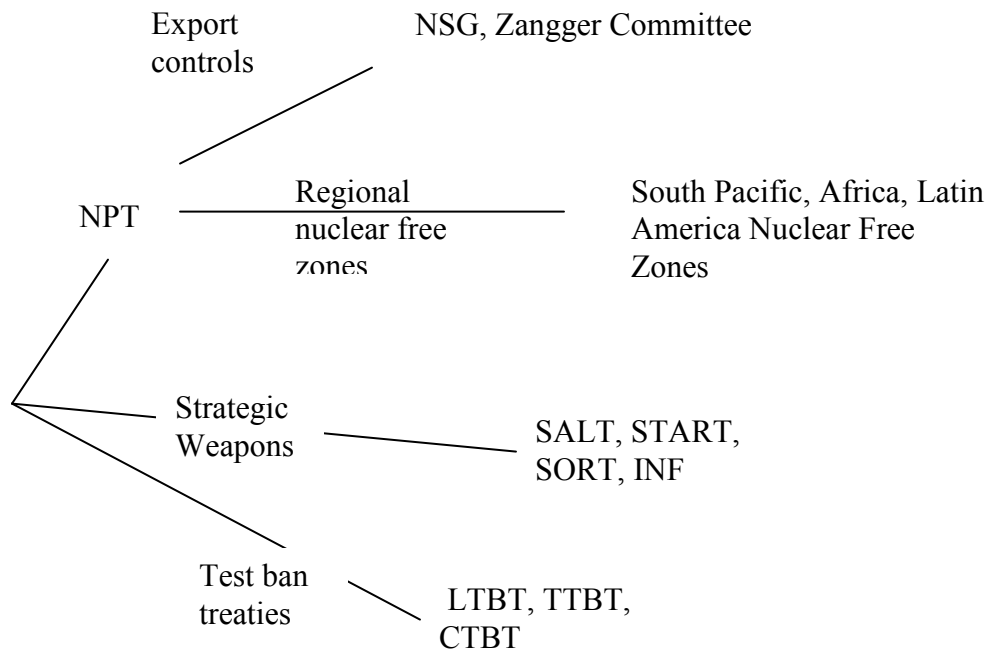 Export
controls
NSG, Zangger Committee
NPT
Regional
nuclear free
zones
South Pacific, Africa, Latin
America Nuclear Free
Zones
Strategic
Weapons
SALT, START,
SORT, INF
Test ban
treaties
LTBT, TTBT,
CTBT